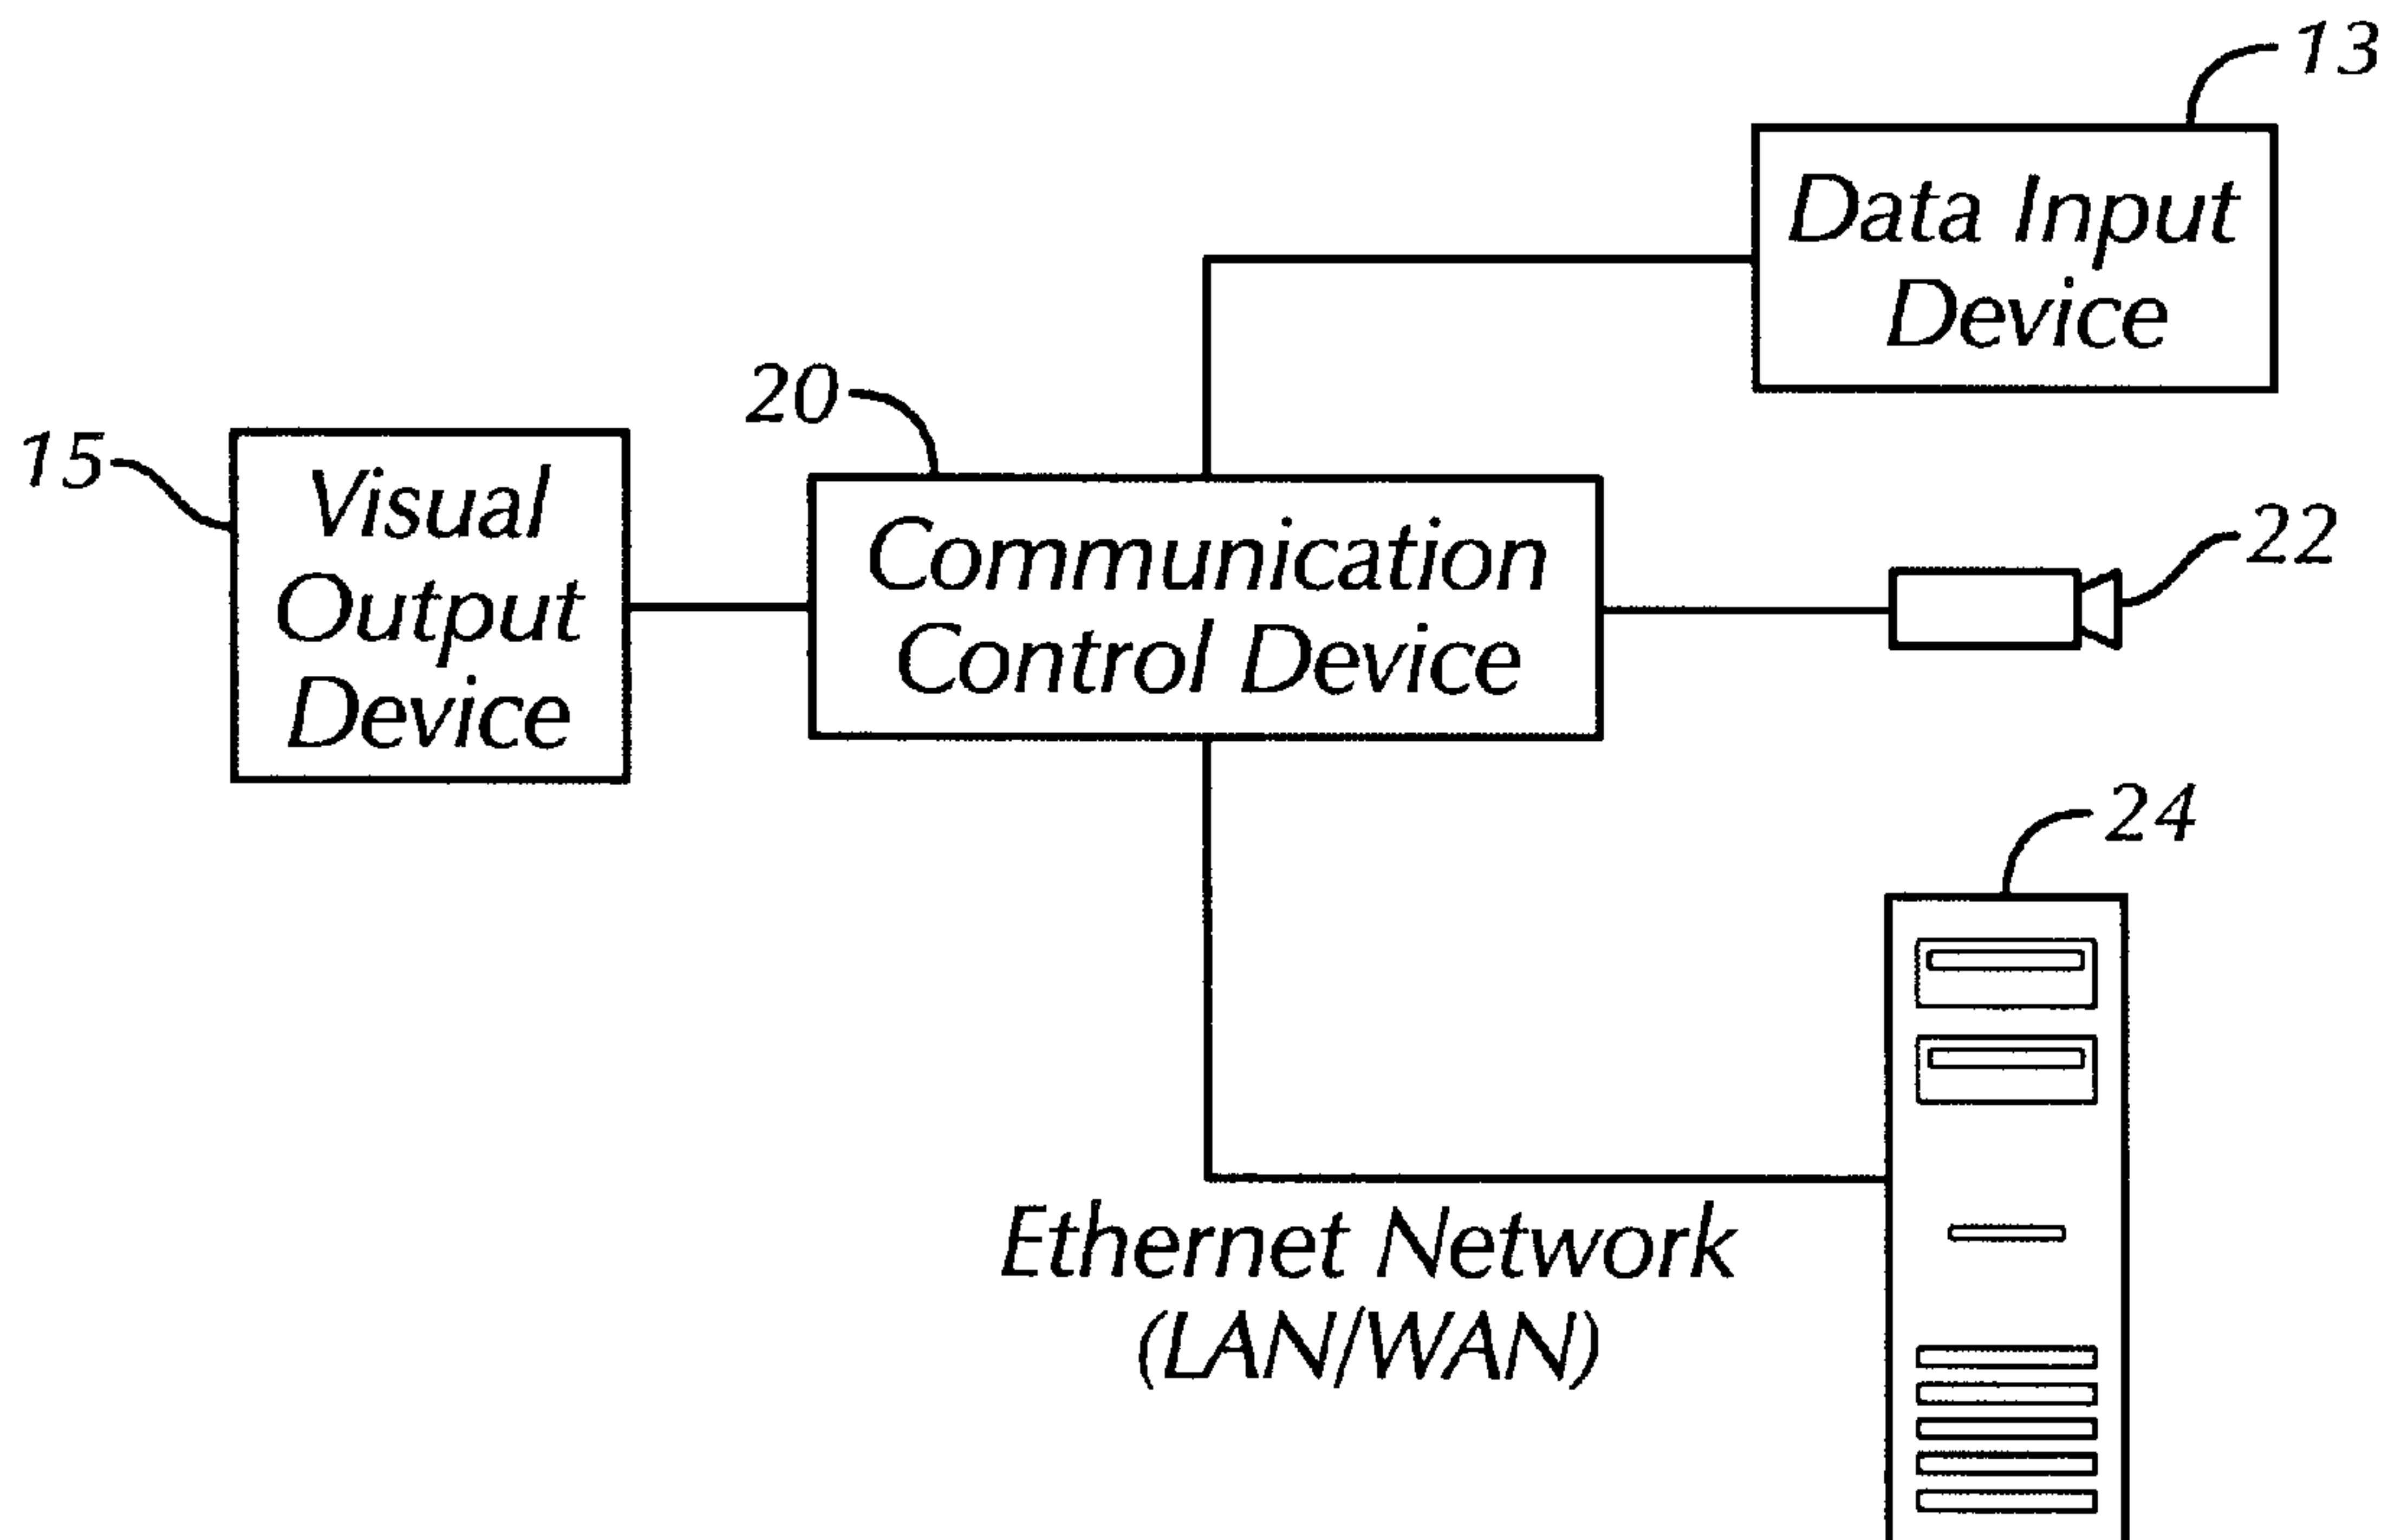 13
Data Input
Device
20
15
Visual
Output
Device
Communication
Control Device
22
24
Ethernet Network
(LAN/WAN)